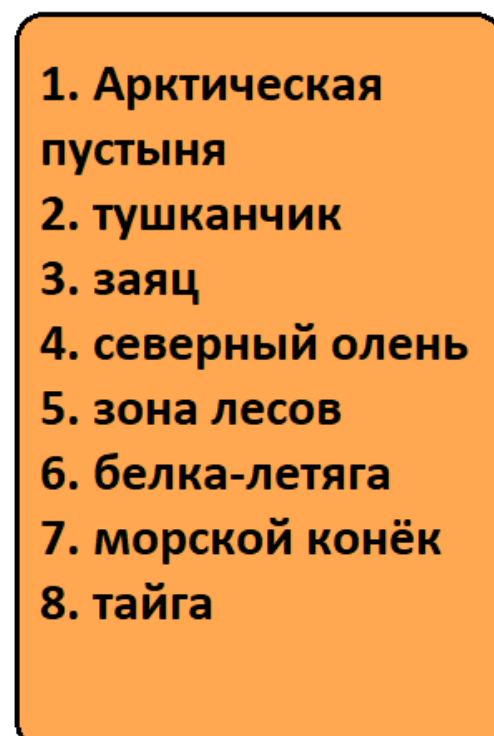 1. Арктическая
пустыня
2. тушканчик
3. заяц
4. северный олень
5. зона лесов
6. белка-летяга
7. морской конёк
8. тайга